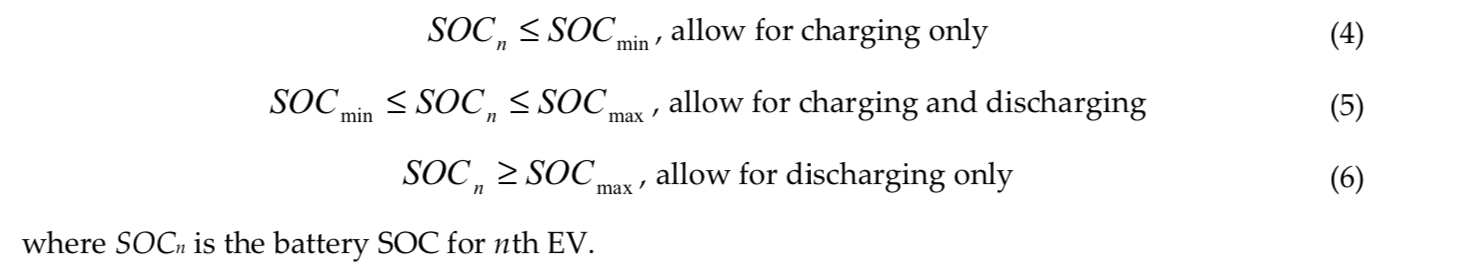 SOC_n ≤ SOC_min, allow for charging only (4)
SOC_min ≤ SOC_n ≤ SOC_max, allow for charging and discharging (5)
SOC_n ≥ SOC_max, allow for discharging only (6)
where SOCn is the battery SOC for nth EV.